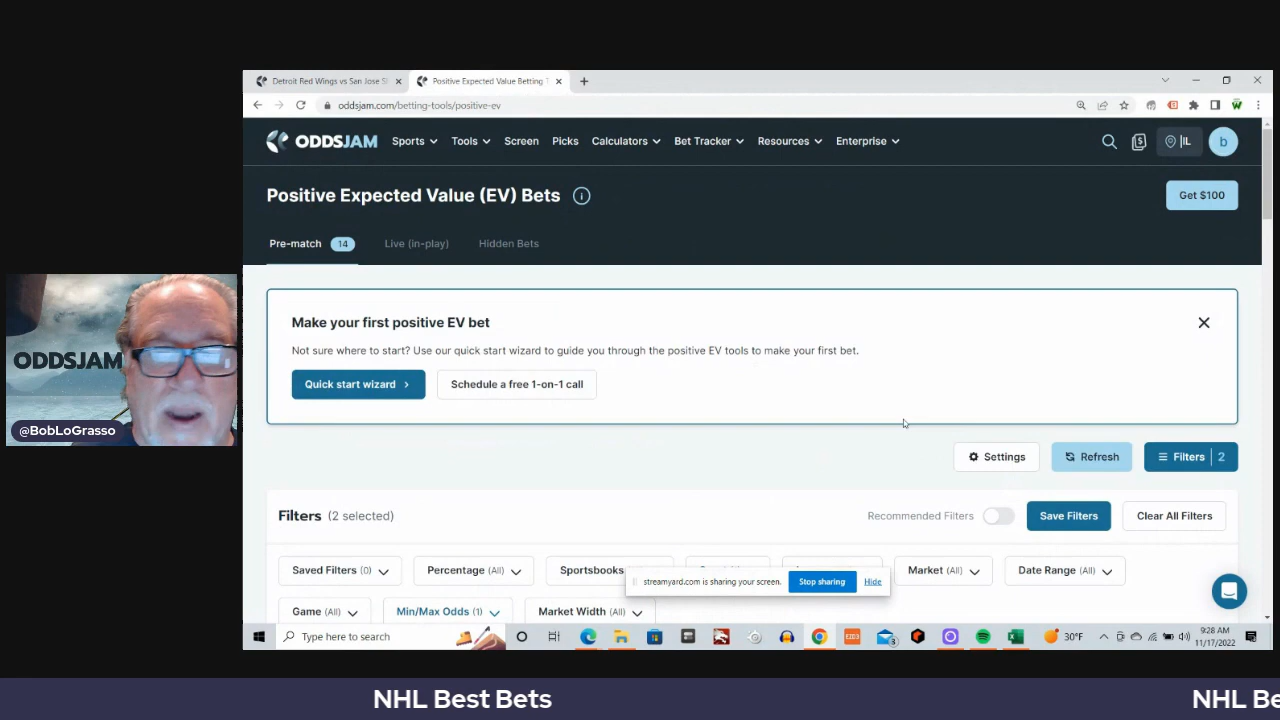 Detroit Red Wings vs San Jose S
Positive Expected Value Betting T
oddsjam.com/betting-tools/positive-ev
ODDSJAM Sports Tools Screen Picks Calculators Bet Tracker Resources Enterprise IL b
Positive Expected Value (EV) Bets
Get $100
Pre-match 14 Live (in-play) Hidden Bets
Make your first positive EV bet
Not sure where to start? Use our quick start wizard to guide you through the positive EV tools to make your first bet.
Quick start wizard Schedule a free 1-on-1 call
ODDSJAM
@BobLoGrasso
Settings Refresh Filters 2
Filters (2 selected) Recommended Filters Save Filters Clear All Filters
Saved Filters (0) Percentage (All) Sportsbooks Market (All) Date Range (All)
streamyard.com is sharing your screen. Stop sharing Hide
Game (All) Min/Max Odds (1) Market Width (All)
Type here to search 30°F 9:28 AM
11/17/2022
NHL Best Bets NHL Be